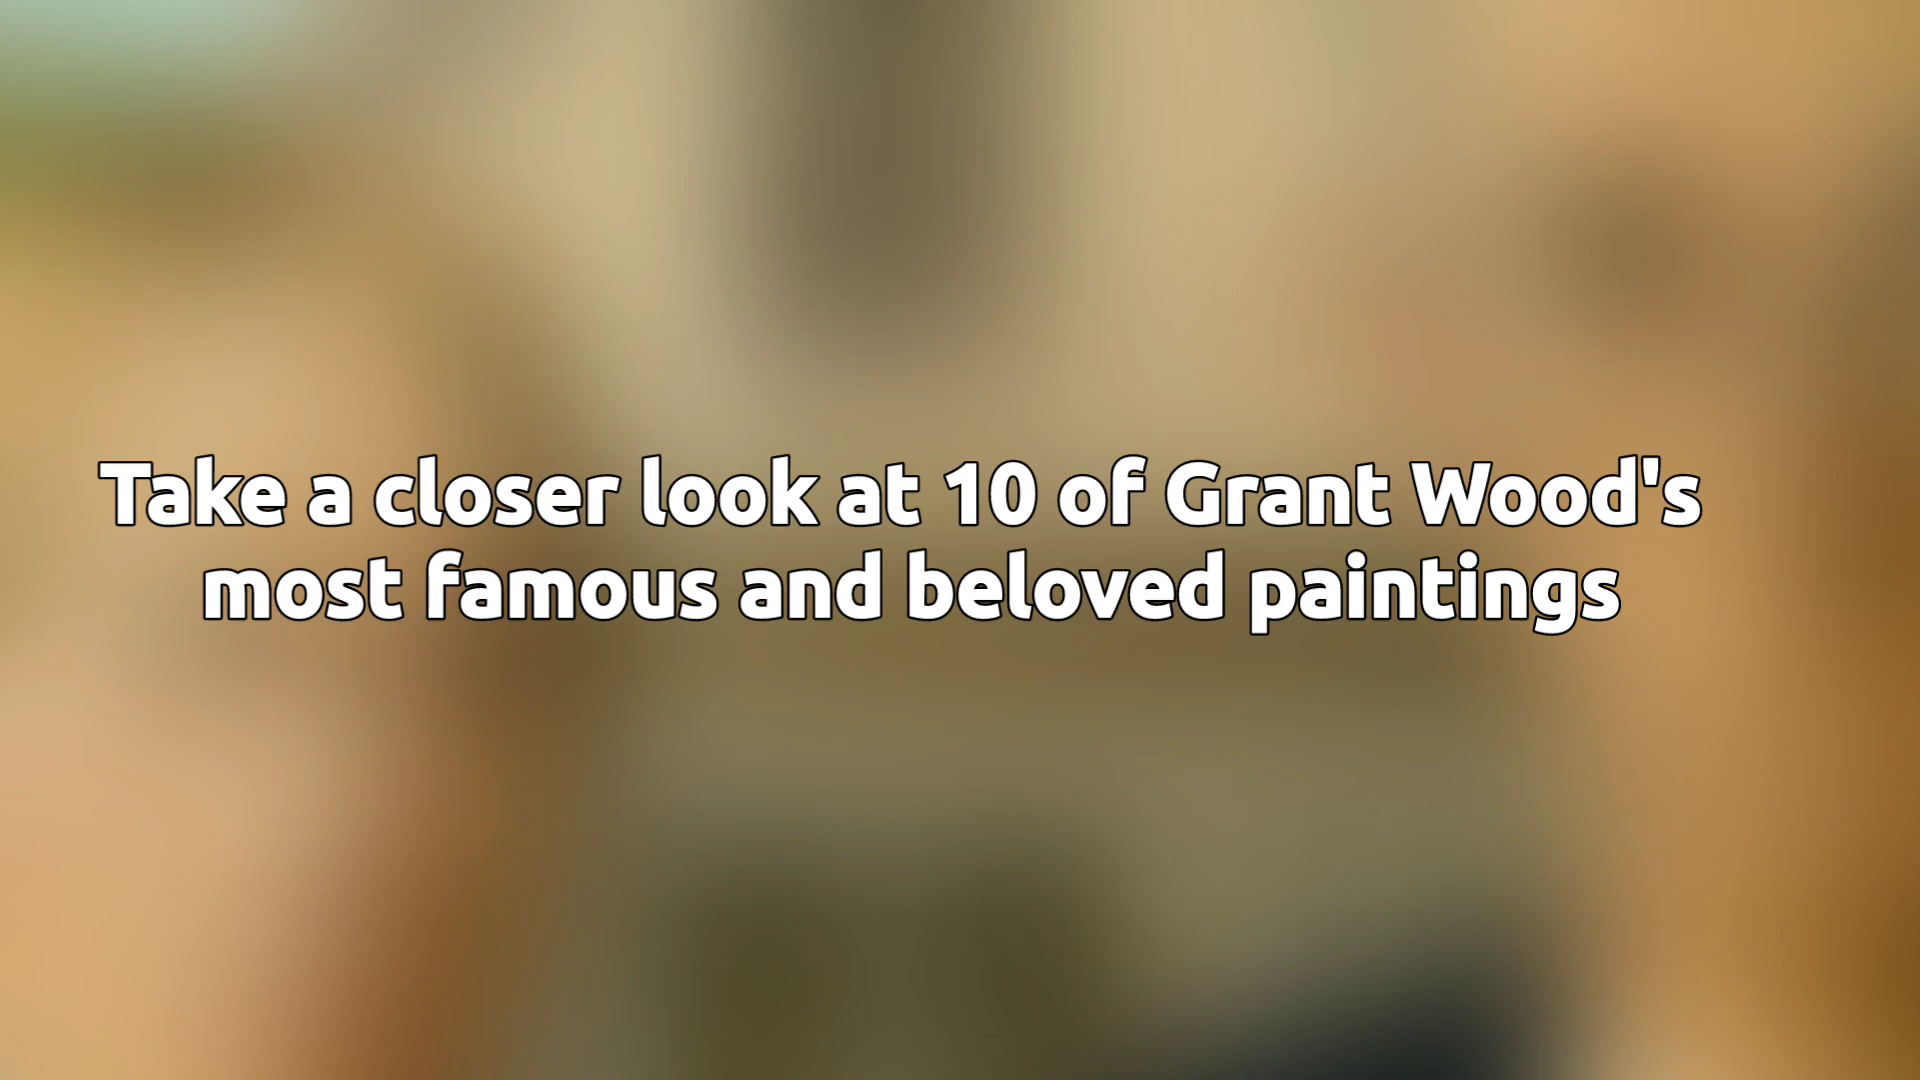 Take a closer look at 10 of Grant Wood's
most famous and beloved paintings